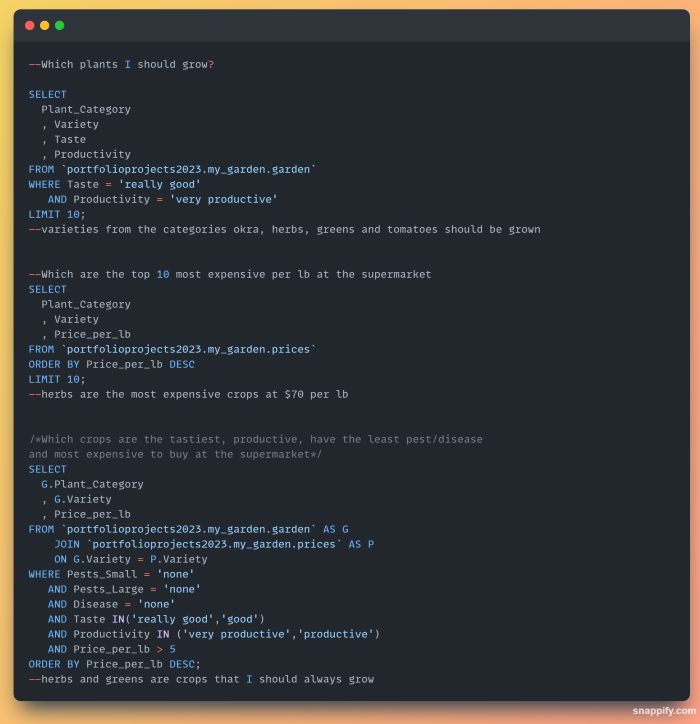 --Which plants I should grow?
SELECT
Plant_Category
, Variety
, Taste
, Productivity
FROM `portfolioprojects2023.my_garden.garden`
WHERE Taste = 'really good'
AND Productivity = 'very productive'
LIMIT 10;
--varieties from the categories okra, herbs, greens and tomatoes should be grown
--Which are the top 10 most expensive per lb at the supermarket
SELECT
Plant_Category
, Variety
, Price_per_lb
FROM `portfolioprojects2023.my_garden.prices`
ORDER BY Price_per_lb DESC
LIMIT 10;
--herbs are the most expensive crops at $70 per lb
/*Which crops are the tastiest, productive, have the least pest/disease
and most expensive to buy at the supermarket*/
SELECT
G.Plant_Category
, G.Variety
, Price_per_lb
FROM `portfolioprojects2023.my_garden.garden` AS G
JOIN `portfolioprojects2023.my_garden.prices` AS P
ON G.Variety = P.Variety
WHERE Pests_Small = 'none'
AND Pests_Large = 'none'
AND Disease = 'none'
AND Taste IN('really good','good')
AND Productivity IN ('very productive','productive')
AND Price_per_lb > 5
ORDER BY Price_per_lb DESC;
--herbs and greens are crops that I should always grow
snappify.com